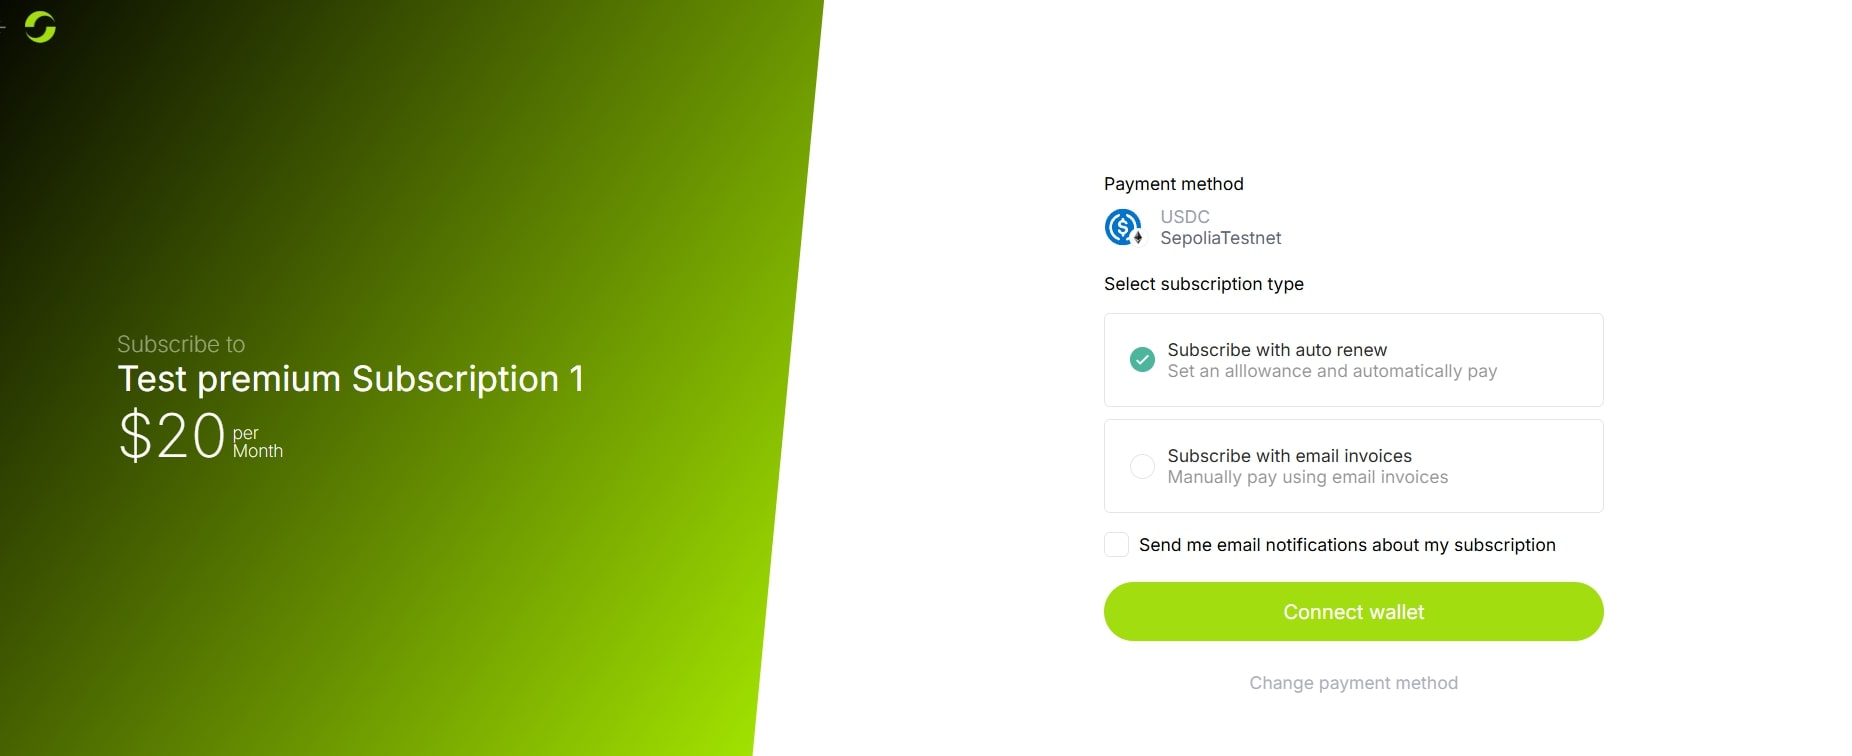 Subscribe to
Test premium Subscription 1
$20 per
Month
Payment method
USDC
SepoliaTestnet
Select subscription type
Subscribe with auto renew
Set an alllowance and automatically pay
Subscribe with email invoices
Manually pay using email invoices
Send me email notifications about my subscription
Connect wallet
Change payment method